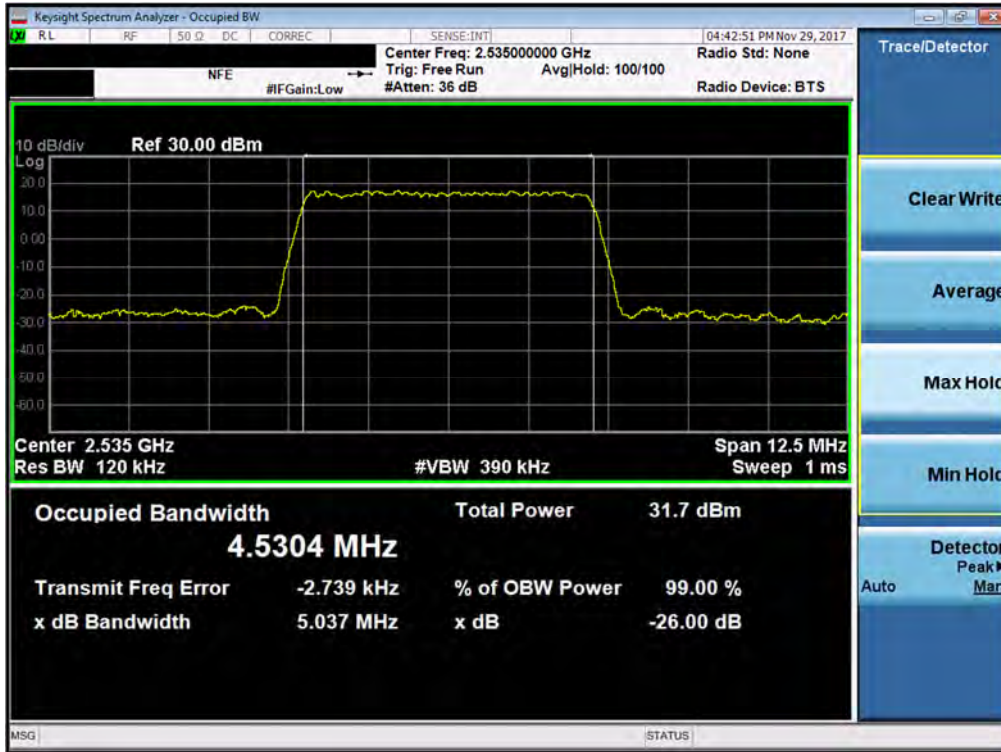 Keysight Spectrum Analyzer - Occupied BW
LXI RL RF 50 Ω DC CORREC SENSE:INT 04:42:51 PM Nov 29, 2017
Center Freq: 2.535000000 GHz Radio Std: None
NFE Trig: Free Run Avg|Hold: 100/100
#IFGain:Low #Atten: 36 dB Radio Device: BTS
10 dB/div Ref 30.00 dBm
Log
20.0
10.0
0.00
-10.0
-20.0
-30.0
-40.0
-50.0
-60.0
Center 2.535 GHz Span 12.5 MHz
Res BW 120 kHz #VBW 390 kHz Sweep 1 ms
Occupied Bandwidth Total Power 31.7 dBm
4.5304 MHz
Transmit Freq Error -2.739 kHz % of OBW Power 99.00 %
x dB Bandwidth 5.037 MHz x dB -26.00 dB
MSG STATUS
Trace/Detector
Clear Write
Average
Max Hold
Min Hold
Detector
Peak
Auto Man